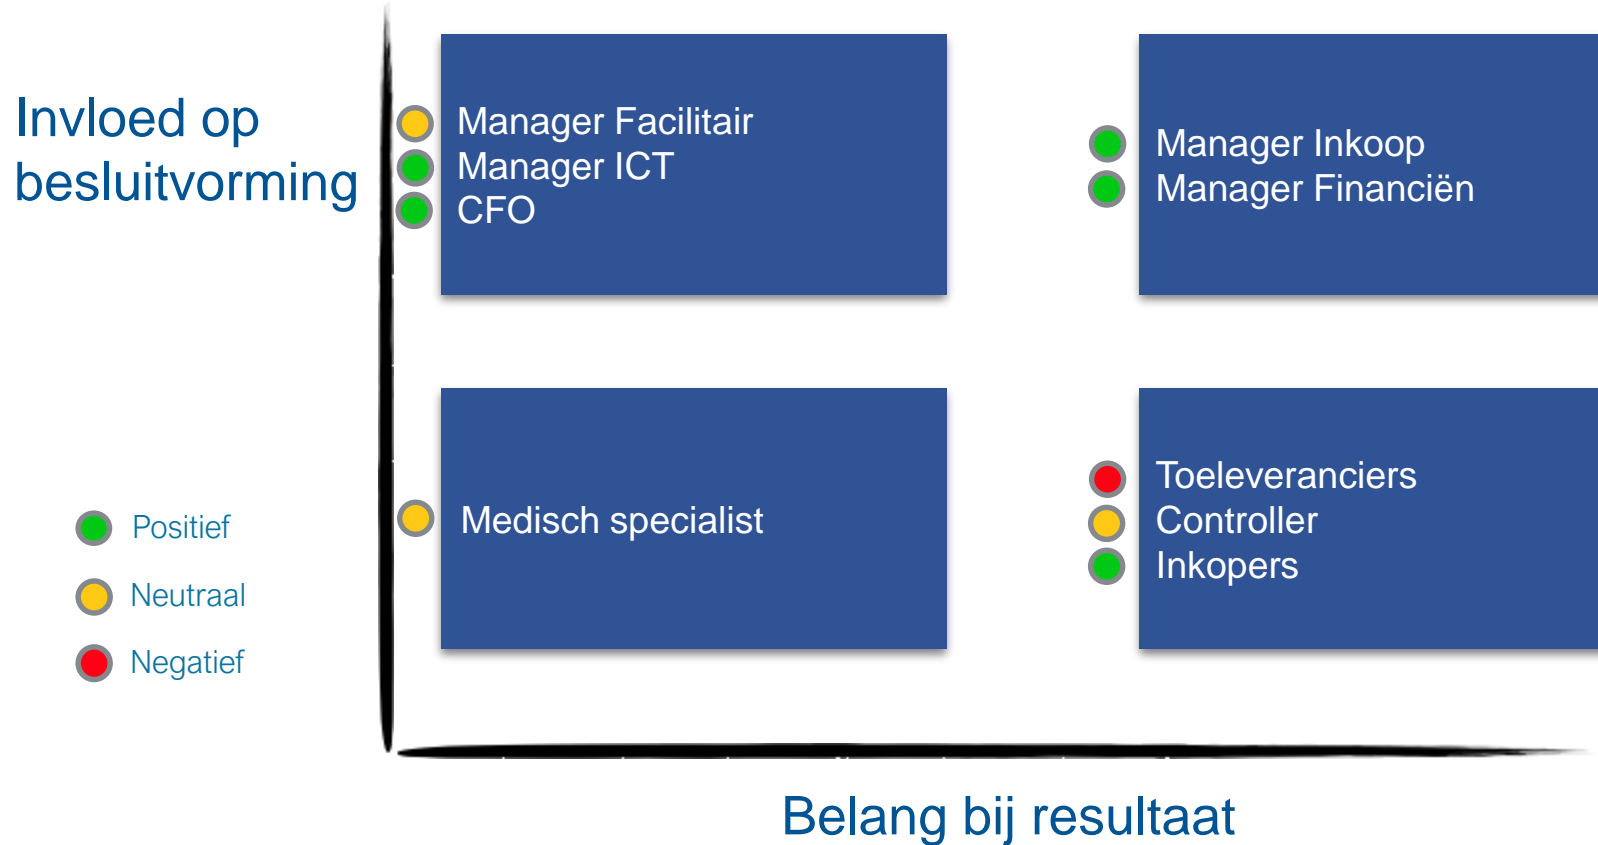 Invloed op
besluitvorming
Manager Facilitair
Manager ICT
CFO
Manager Inkoop
Manager Financiën
Medisch specialist
Toeleveranciers
Controller
Inkopers
Positief
Neutraal
Negatief
Belang bij resultaat